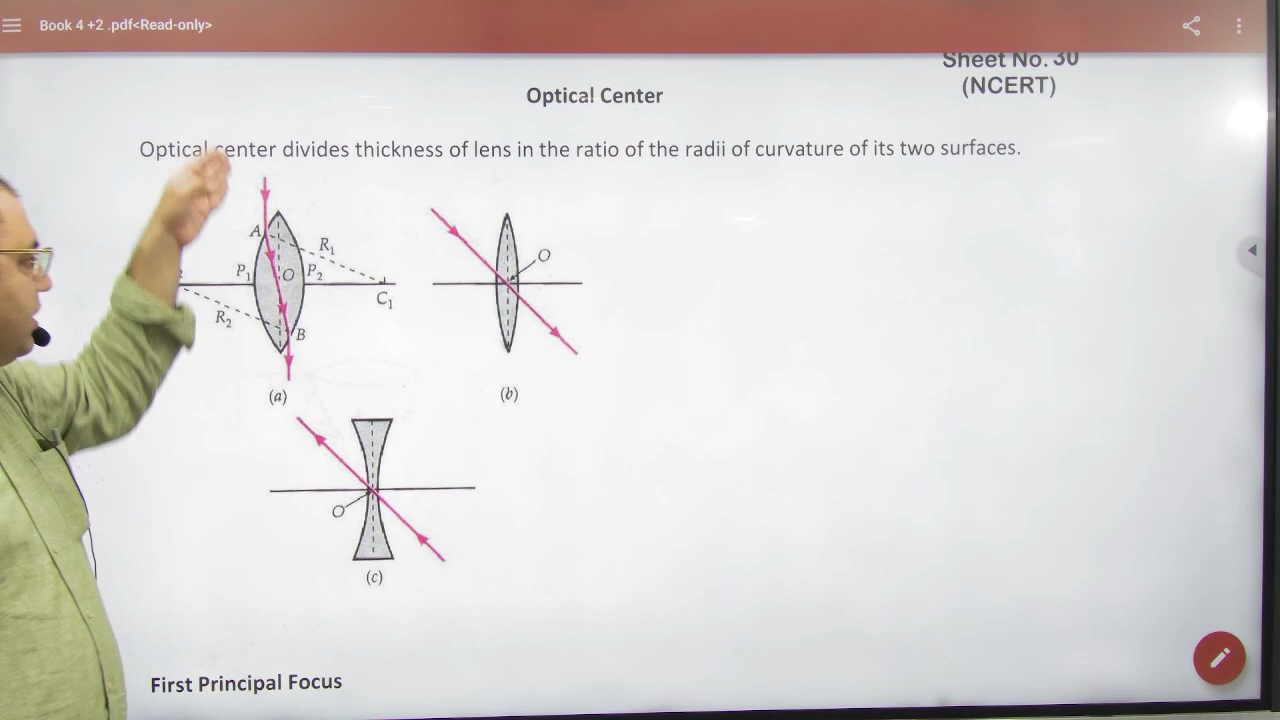 Book 4 +2 .pdf<Read-only>
Sheet No. 30
(NCERT)
Optical Center
Optical center divides thickness of lens in the ratio of the radii of curvature of its two surfaces.
A
R1
P1
O
P2
C1
R2
B
(a)
O
(b)
O
(c)
First Principal Focus